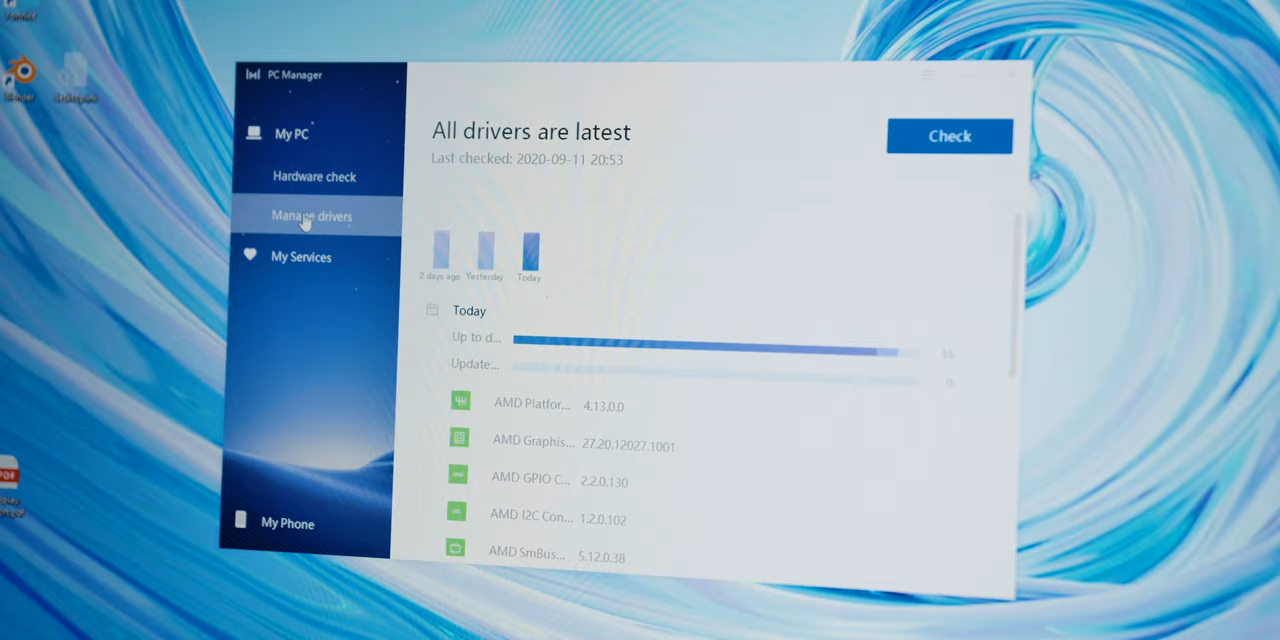 PC Manager
My PC
Hardware check
Manage drivers
My Services
My Phone
All drivers are latest
Last checked: 2020-09-11 20:53
Check
2 days ago Yesterday Today
Today
Up to d...
Update...
AMD Platfor... 4.13.0.0
AMD Graphis... 27.20.12027.1001
AMD GPIO C... 2.2.0.130
AMD I2C Con... 1.2.0.102
AMD SmBus... 5.12.0.38
PDF